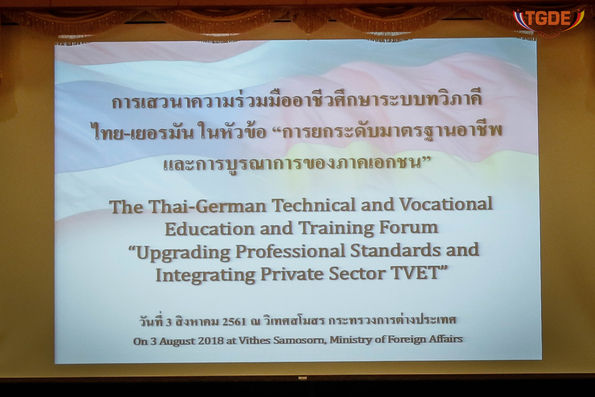 TGDE
การเสวนาความร่วมมืออาชีวศึกษาระบบทวิภาคี
ไทย-เยอรมัน ในหัวข้อ “การยกระดับมาตรฐานอาชีพ
และการบูรณาการของภาคเอกชน”
The Thai-German Technical and Vocational
Education and Training Forum
“Upgrading Professional Standards and
Integrating Private Sector TVET”
วันที่ 3 สิงหาคม 2561 ณ วิเทศสโมสร กระทรวงการต่างประเทศ
On 3 August 2018 at Vithes Samosorn, Ministry of Foreign Affairs